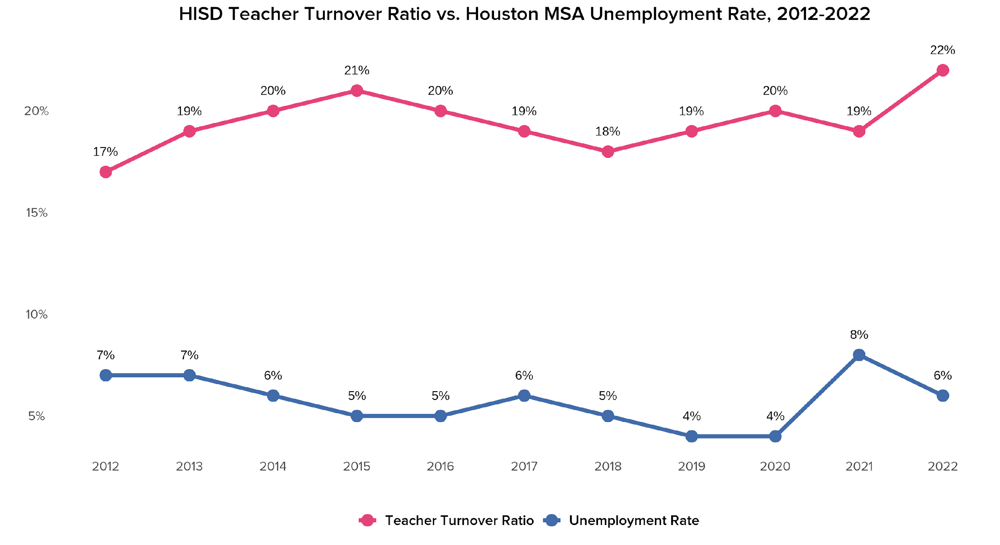 HISD Teacher Turnover Ratio vs. Houston MSA Unemployment Rate, 2012-2022
22%
21%
20% 20% 20%
20% 19% 19% 19% 19%
18%
17%
15%
10%
8%
7% 7%
6% 6% 6%
5% 5% 5%
5% 4% 4%
2012 2013 2014 2015 2016 2017 2018 2019 2020 2021 2022
Teacher Turnover Ratio Unemployment Rate